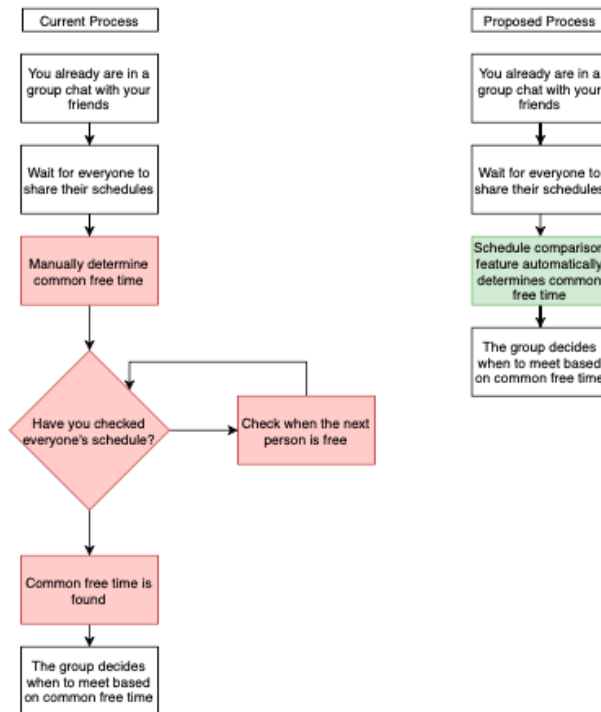 Current Process
You already are in a
group chat with your
friends
Wait for everyone to
share their schedules
Manually determine
common free time
Have you checked
everyone's schedule?
Check when the next
person is free
Common free time is
found
The group decides
when to meet based
on common free time
Proposed Process
You already are in a
group chat with your
friends
Wait for everyone to
share their schedules
Schedule comparison
feature automatically
determines common
free time
The group decides
when to meet based
on common free time